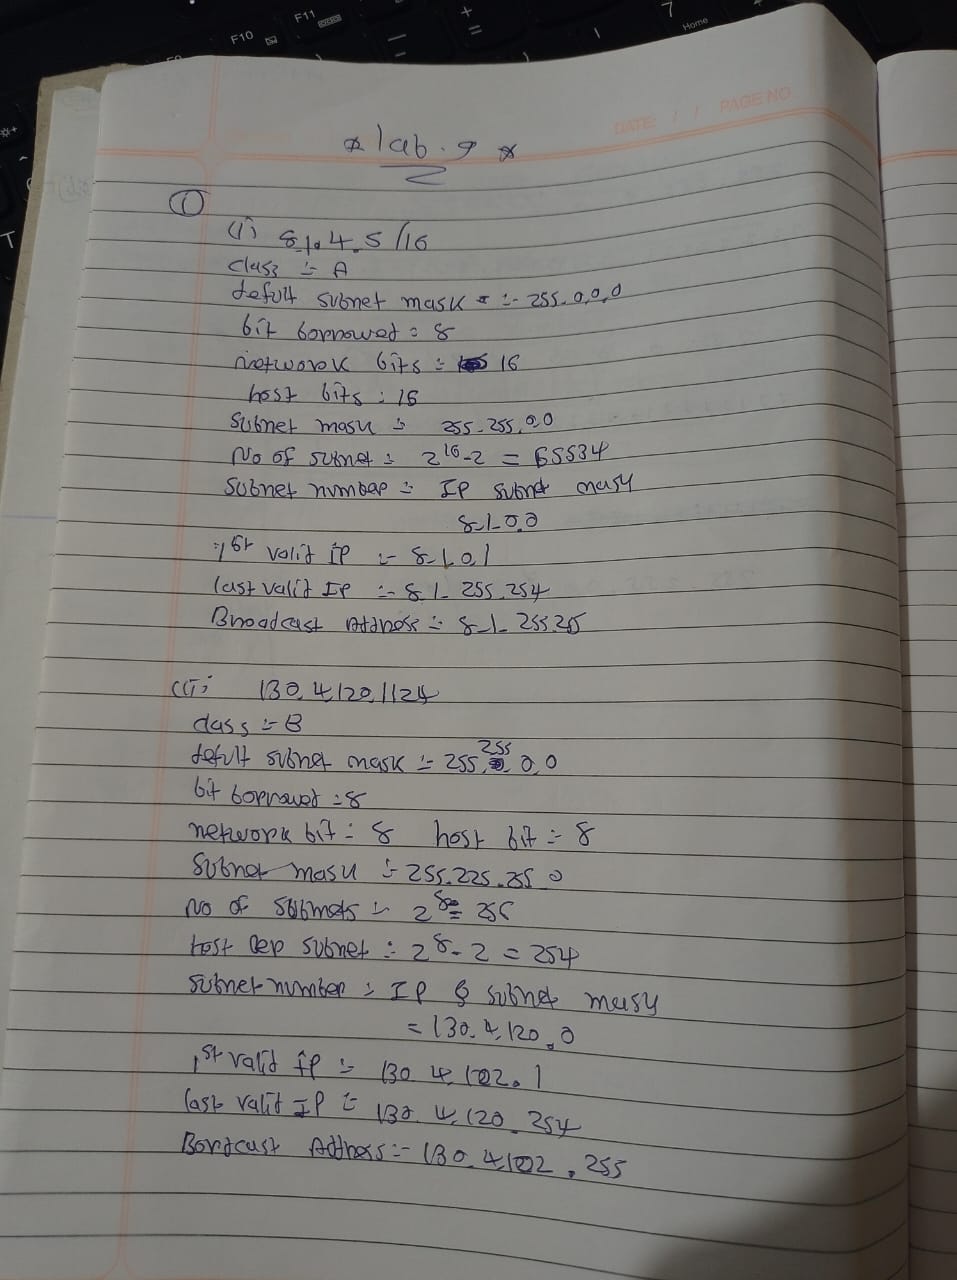 F10
F11
7
Home
T
DATE: / / PAGE NO.
* lab.9 *
①
(i) 8.1.4.5/16
class :- A
defult subnet mask :- 255.0.0.0
bit borrowed : 8
network bits : 16
host bits : 16
Subnet mask :- 255.255.0.0
No of subnet :- 2^16-2 = 65534
Subnet number :- IP subnet mask
8.1.0.0
1st valid IP :- 8.1.0.1
last valid IP :- 8.1.255.254
Broadcast Address :- 8.1.255.25
(ii) 130.4.120.1/24
class :- B
defult subnet mask :- 255.255.0.0
bit borrowed :- 8
network bit :- 8 host bit :- 8
Subnet mask :- 255.225.255.0
No of subnets :- 2^8 = 256
host per subnet :- 2^8-2 = 254
Subnet number :- IP & subnet mask
= 130.4.120.0
1st valid IP :- 130.4.102.1
last valid IP :- 130.4.120.254
Bordcast Address :- 130.4.102.255